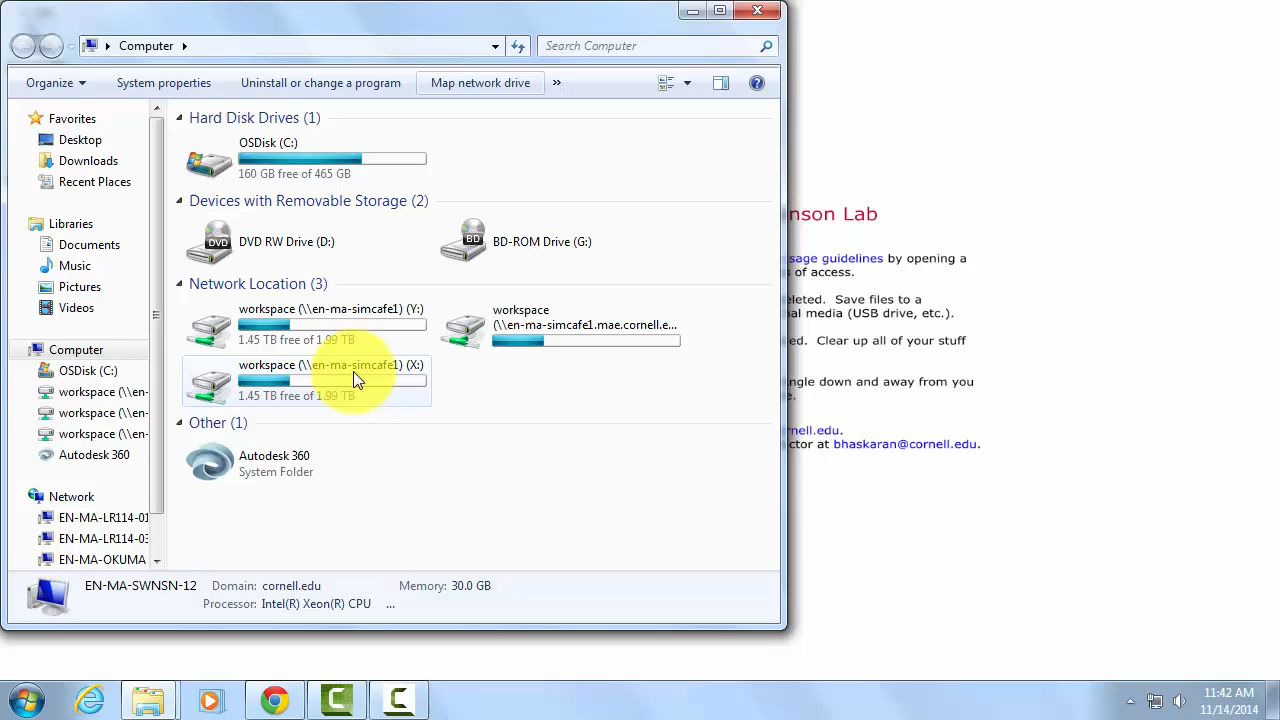 Computer
Search Computer
Organize
System properties
Uninstall or change a program
Map network drive
»
Favorites
Desktop
Downloads
Recent Places
Libraries
Documents
Music
Pictures
Videos
Computer
OSDisk (C:)
workspace (\\en-
workspace (\\en-
workspace (\\en-
Autodesk 360
Network
EN-MA-LR114-01
EN-MA-LR114-03
EN-MA-OKUMA
Hard Disk Drives (1)
OSDisk (C:)
160 GB free of 465 GB
Devices with Removable Storage (2)
DVD RW Drive (D:)
BD-ROM Drive (G:)
Network Location (3)
workspace (\\en-ma-simcafe1) (Y:)
1.45 TB free of 1.99 TB
workspace
(\\en-ma-simcafe1.mae.cornell.e...
workspace (\\en-ma-simcafe1) (X:)
1.45 TB free of 1.99 TB
Other (1)
Autodesk 360
System Folder
EN-MA-SWNSN-12 Domain: cornell.edu Memory: 30.0 GB
Processor: Intel(R) Xeon(R) CPU ...
nson Lab
sage guidelines by opening a
s of access.
eleted. Save files to a
nal media (USB drive, etc.).
ed. Clear up all of your stuff
angle down and away from you
e.
rnell.edu.
ctor at bhaskaran@cornell.edu.
11:42 AM
11/14/2014